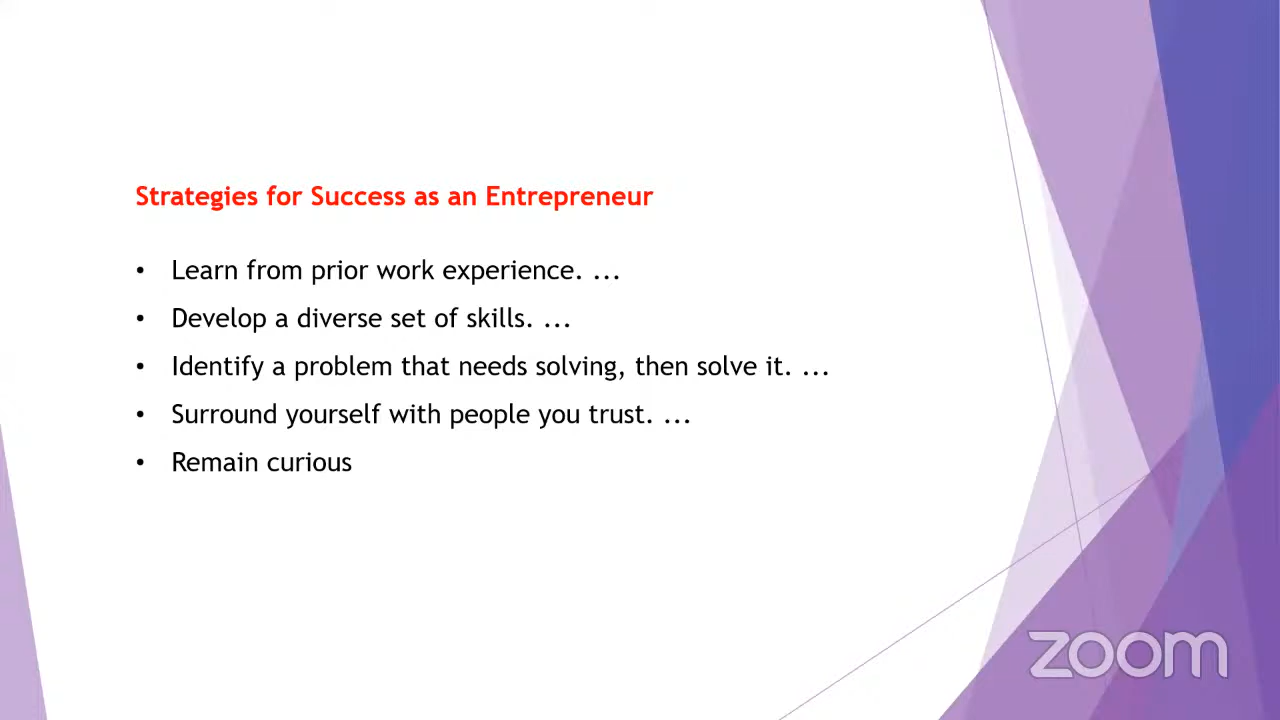 Strategies for Success as an Entrepreneur
• Learn from prior work experience. ...
• Develop a diverse set of skills. ...
• Identify a problem that needs solving, then solve it. ...
• Surround yourself with people you trust. ...
• Remain curious
zoom